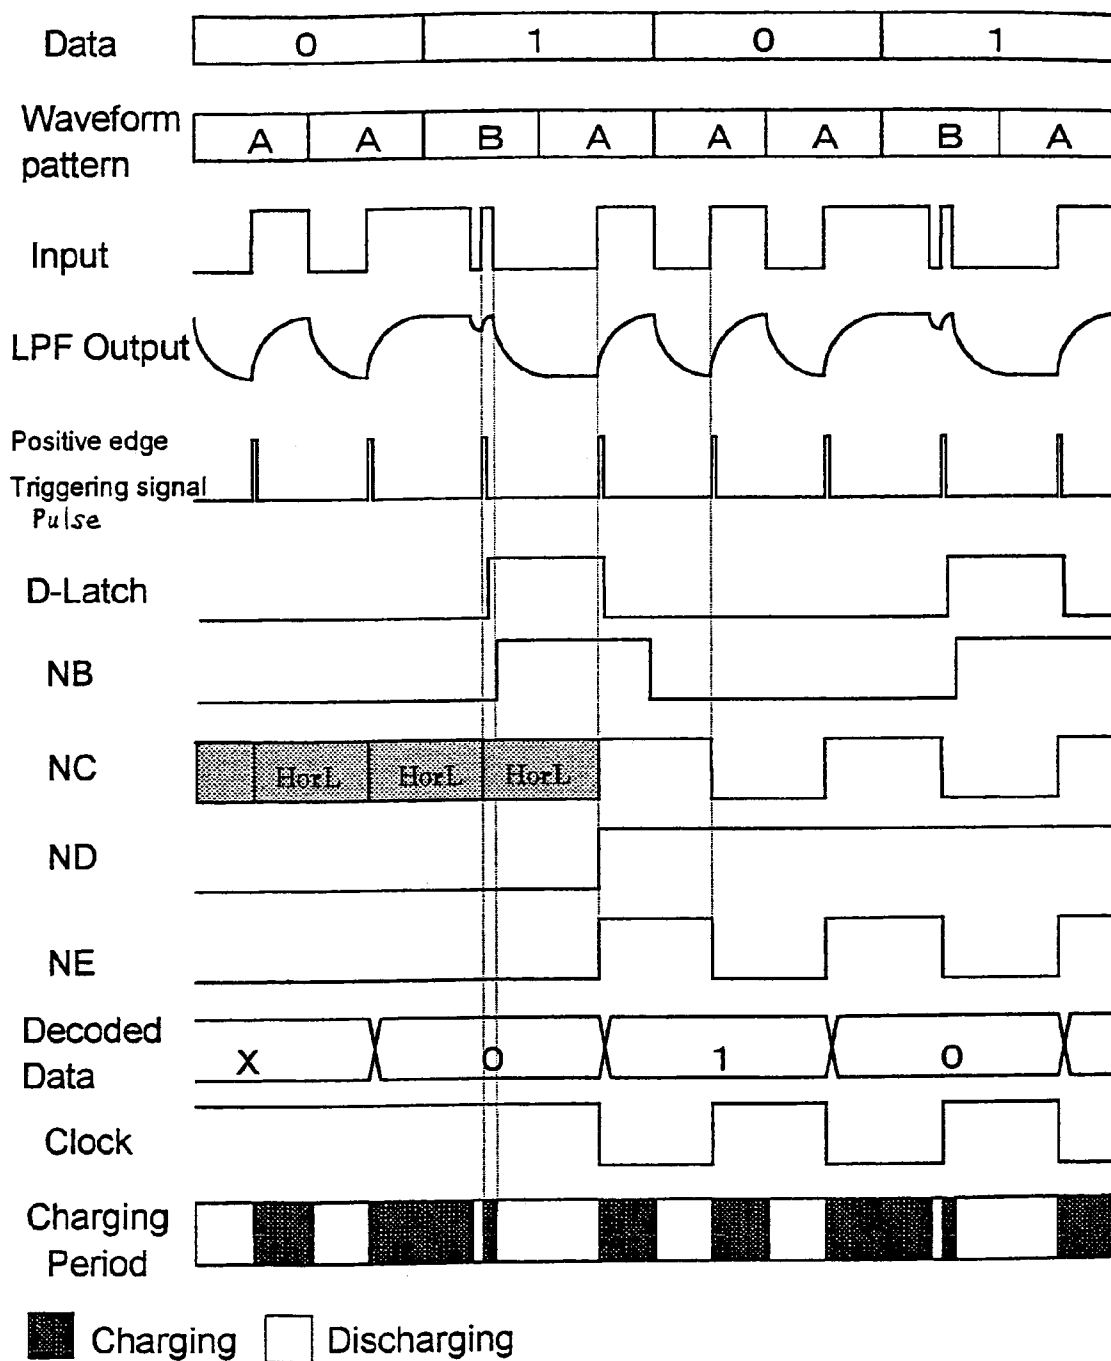 Data 0 1 0 1
Waveform pattern A A B A A A B A
Input
LPF Output
Positive edge
Triggering signal
Pulse
D-Latch
NB
NC HorL HorL HorL
ND
NE
Decoded Data X 0 1 0
Clock
Charging Period
Charging Discharging